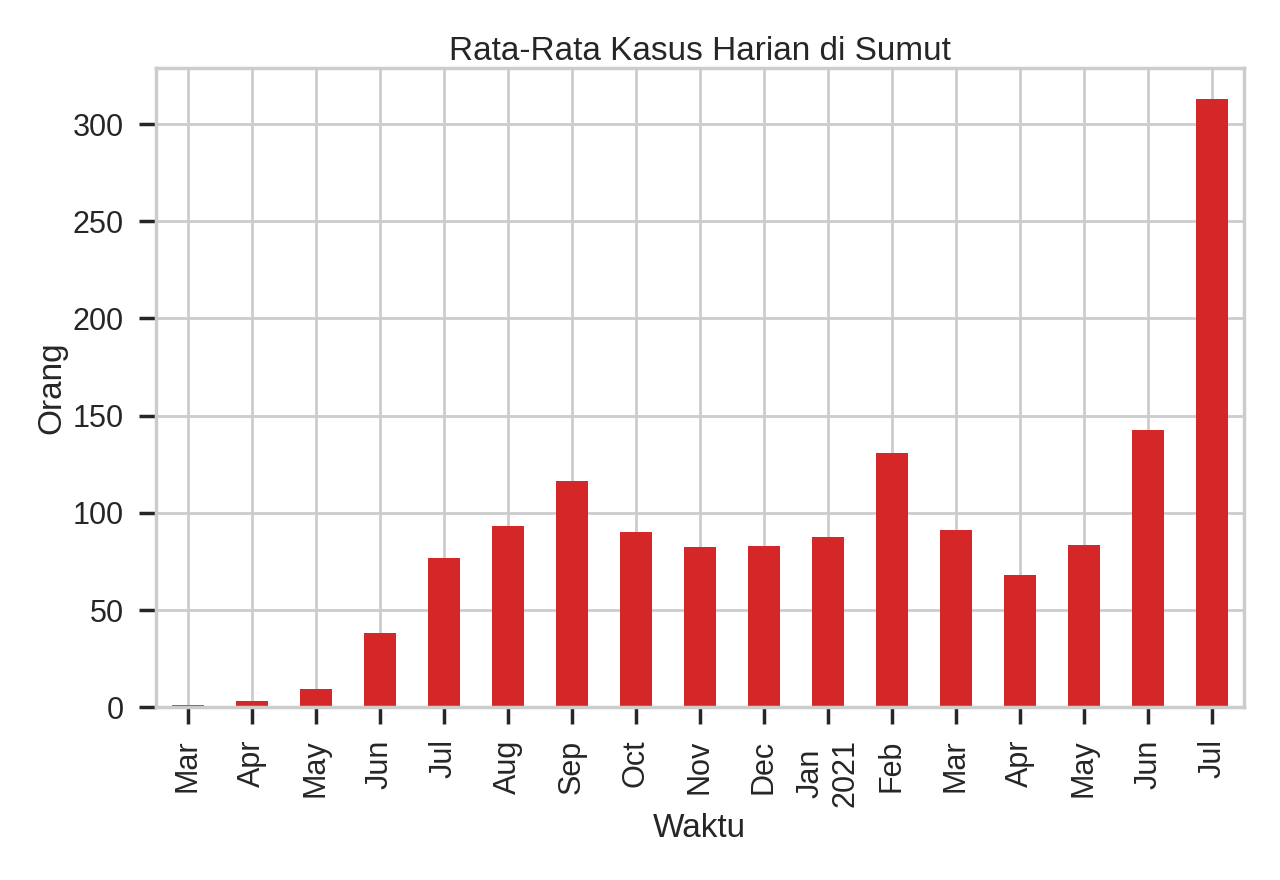 Rata-Rata Kasus Harian di Sumut
300
250
200
150
100
50
0
Orang
Mar
Apr
May
Jun
Jul
Aug
Sep
Oct
Nov
Dec
Jan
2021
Feb
Mar
Apr
May
Jun
Jul
Waktu